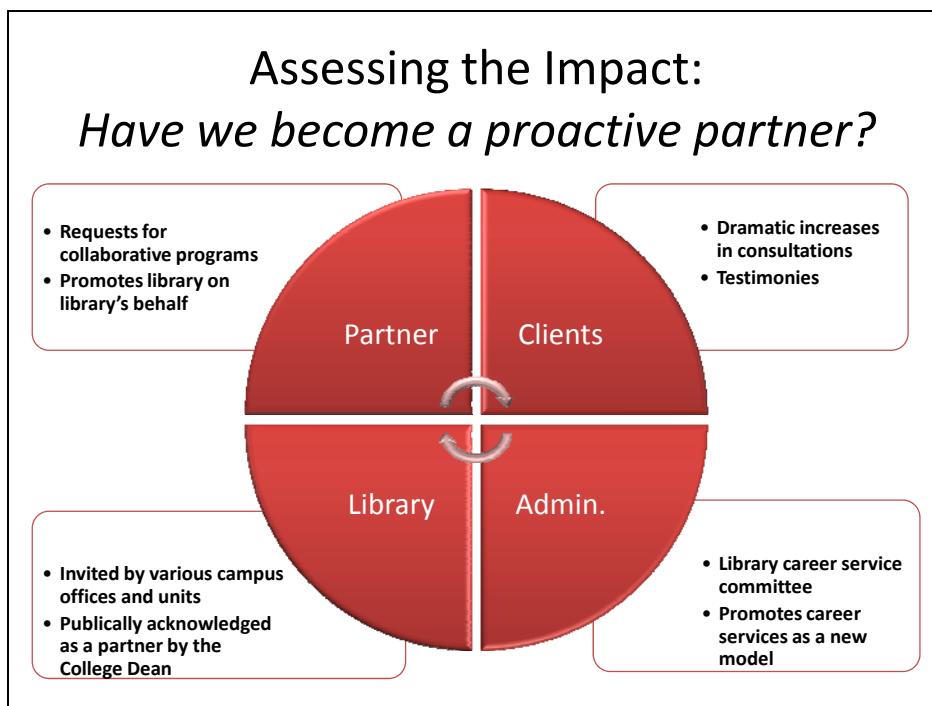 Assessing the Impact:
Have we become a proactive partner?
• Requests for
collaborative programs
• Promotes library on
library's behalf
• Dramatic increases
in consultations
• Testimonies
Partner
Clients
Library
Admin.
• Invited by various campus
offices and units
• Publically acknowledged
as a partner by the
College Dean
• Library career service
committee
• Promotes career
services as a new
model